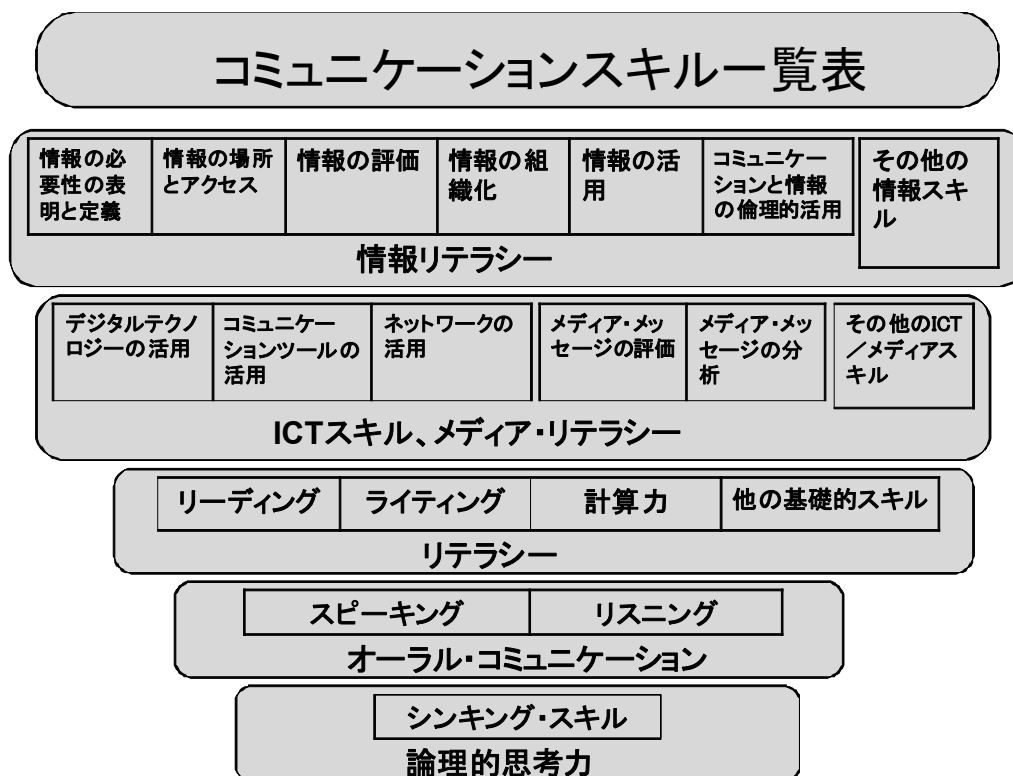 コミュニケーションスキル一覧表
情報の必
要性の表
明と定義
情報の場所
とアクセス
情報の評価
情報の組
織化
情報の活
用
コミュニケー
ションと情報
の倫理的活用
その他の
情報スキ
ル
情報リテラシー
デジタルテクノ
ロジーの活用
コミュニケー
ションツールの
活用
ネットワークの
活用
メディア・メッ
セージの評価
メディア・メッ
セージの分
析
その他のICT
／メディアス
キル
ICTスキル、メディア・リテラシー
リーディング
ライティング
計算力
他の基礎的スキル
リテラシー
スピーキング
リスニング
オーラル・コミュニケーション
シンキング・スキル
論理的思考力